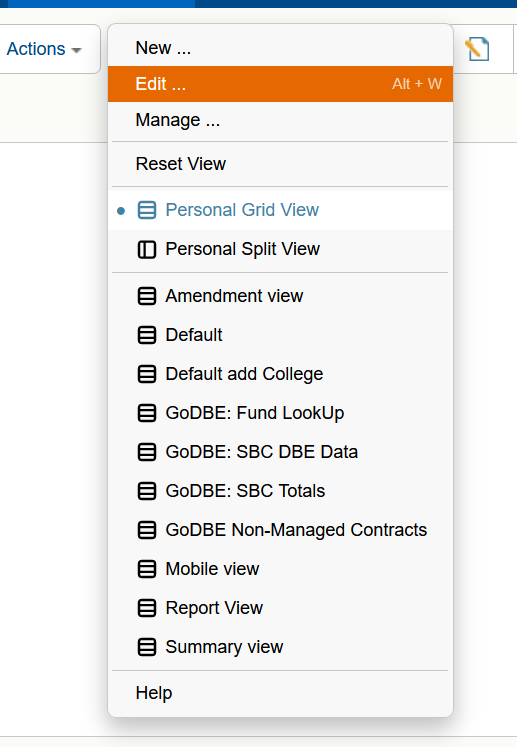 Actions
New ...
Edit ... Alt + W
Manage ...
Reset View
Personal Grid View
Personal Split View
Amendment view
Default
Default add College
GoDBE: Fund LookUp
GoDBE: SBC DBE Data
GoDBE: SBC Totals
GoDBE Non-Managed Contracts
Mobile view
Report View
Summary view
Help